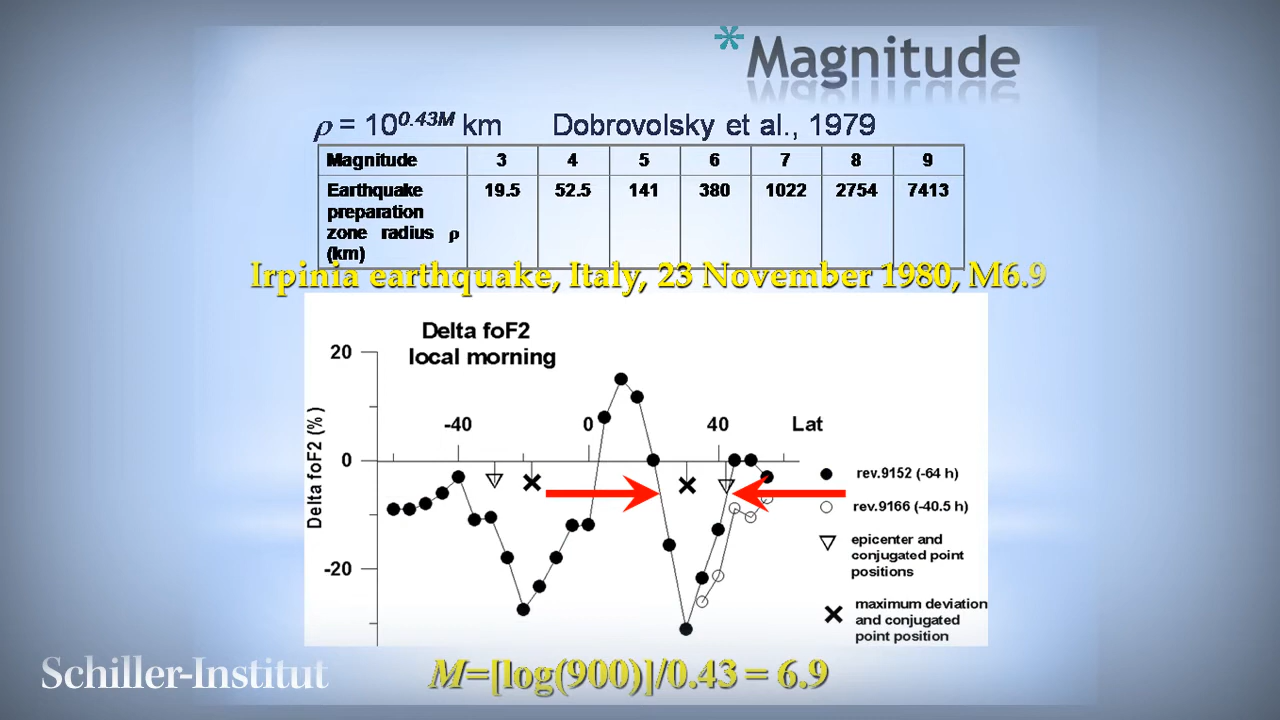 *Magnitude
ρ = 10^0.43M km Dobrovolsky et al., 1979
Magnitude 3 4 5 6 7 8 9
Earthquake 19.5 52.5 141 380 1022 2754 7413
preparation
zone radius ρ
(km)
Irpinia earthquake, Italy, 23 November 1980, M6.9
Delta foF2
local morning
20
-40 0 40 Lat
0
-20
Delta foF2 (%)
rev.9152 (-64 h)
rev.9166 (-40.5 h)
epicenter and
conjugated point
positions
maximum deviation
and conjugated
point position
Schiller-Institut
M=[log(900)]/0.43 = 6.9